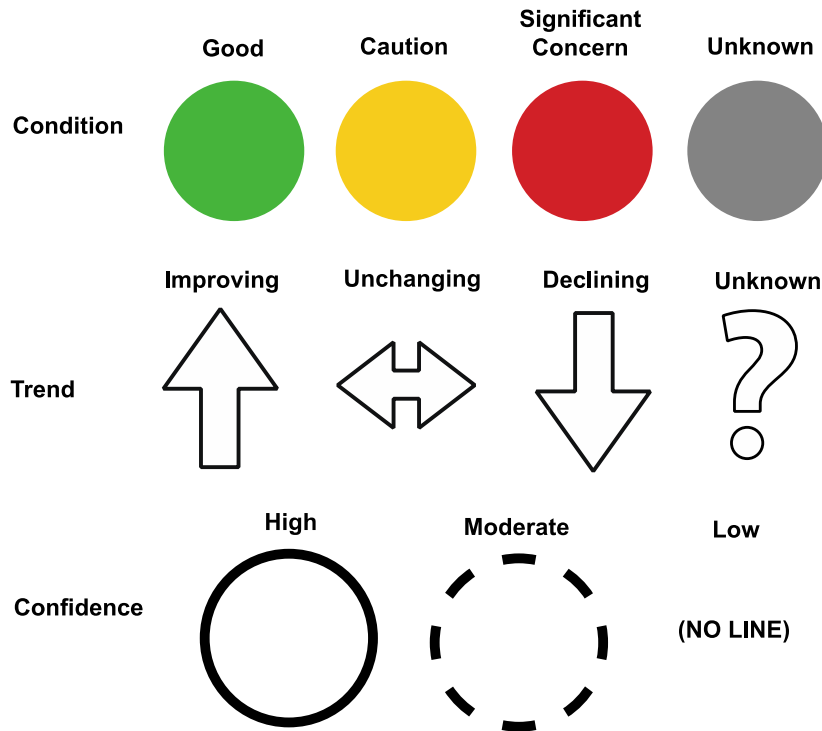 Good
Caution
Significant
Concern
Unknown
Condition
Improving
Unchanging
Declining
Unknown
Trend
High
Moderate
Low
Confidence
(NO LINE)